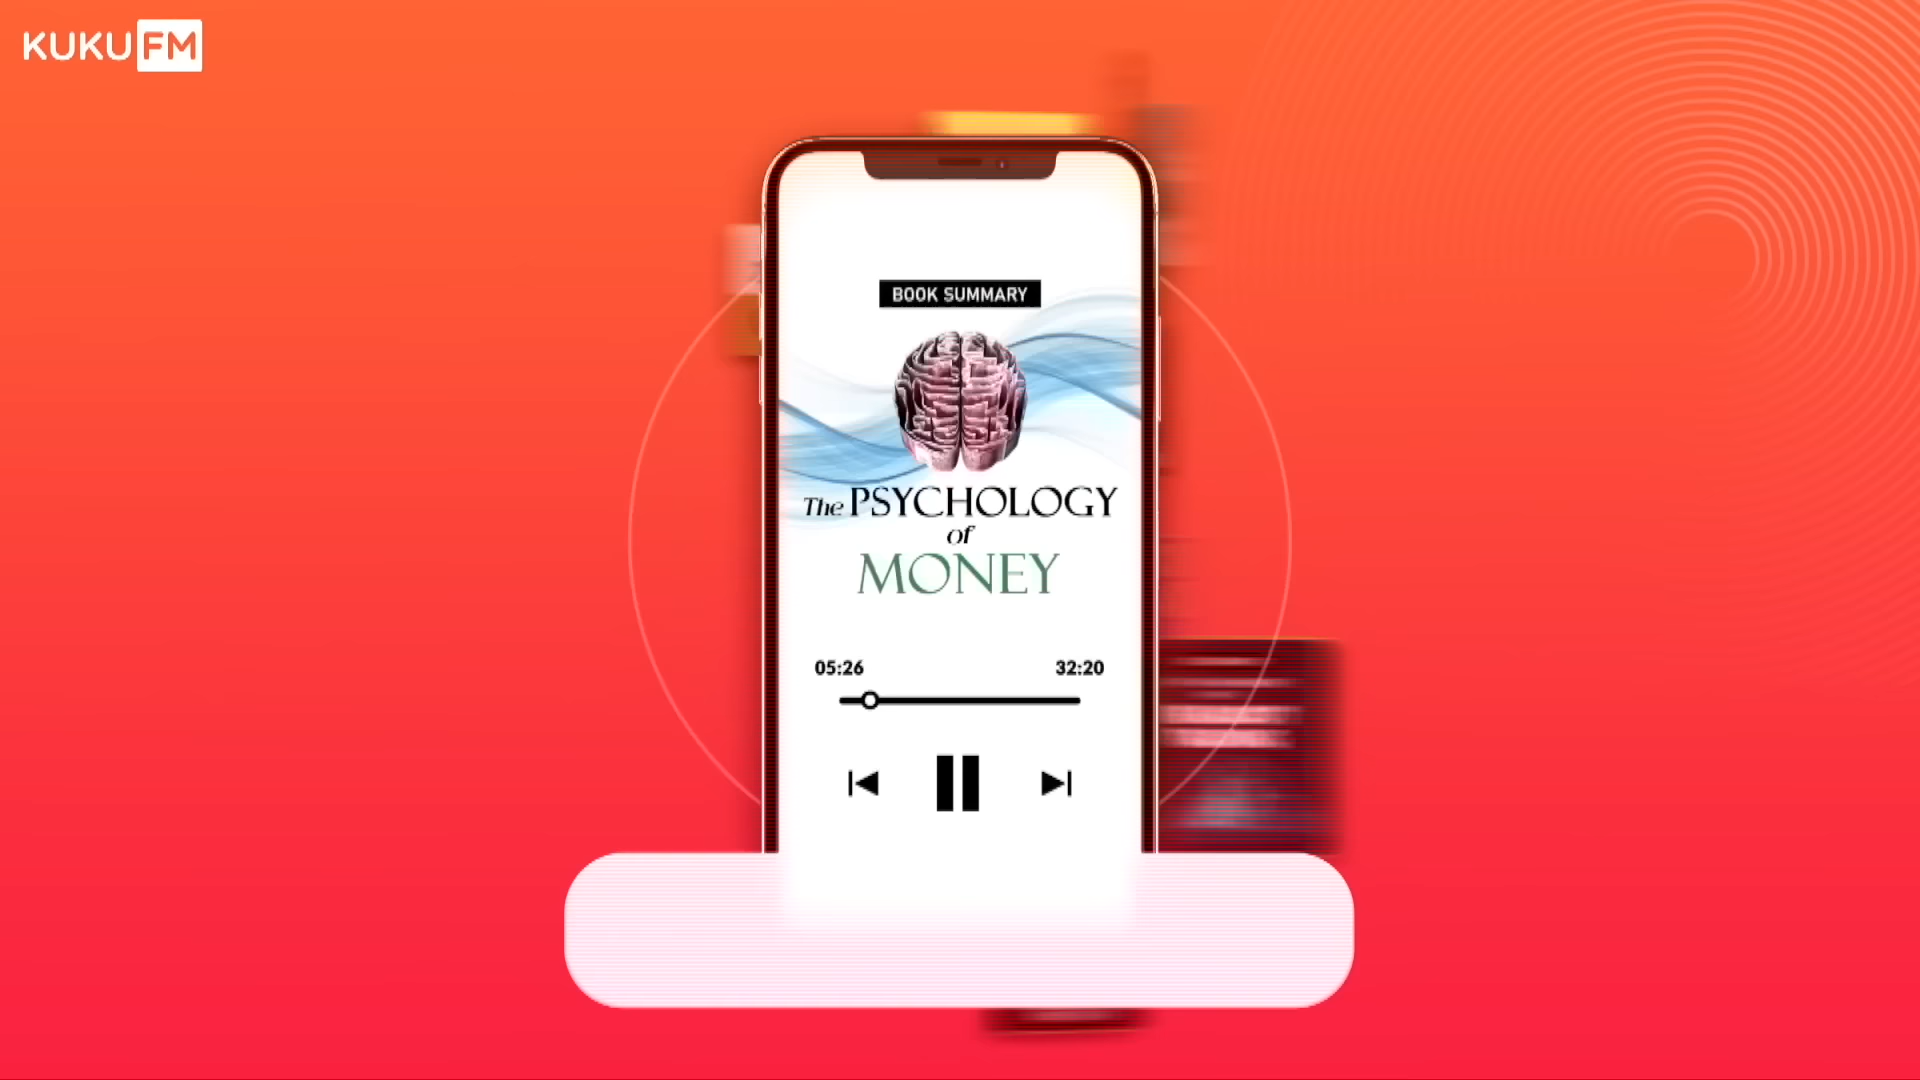 KUKU FM
BOOK SUMMARY
The PSYCHOLOGY
of
MONEY
05:26 32:20